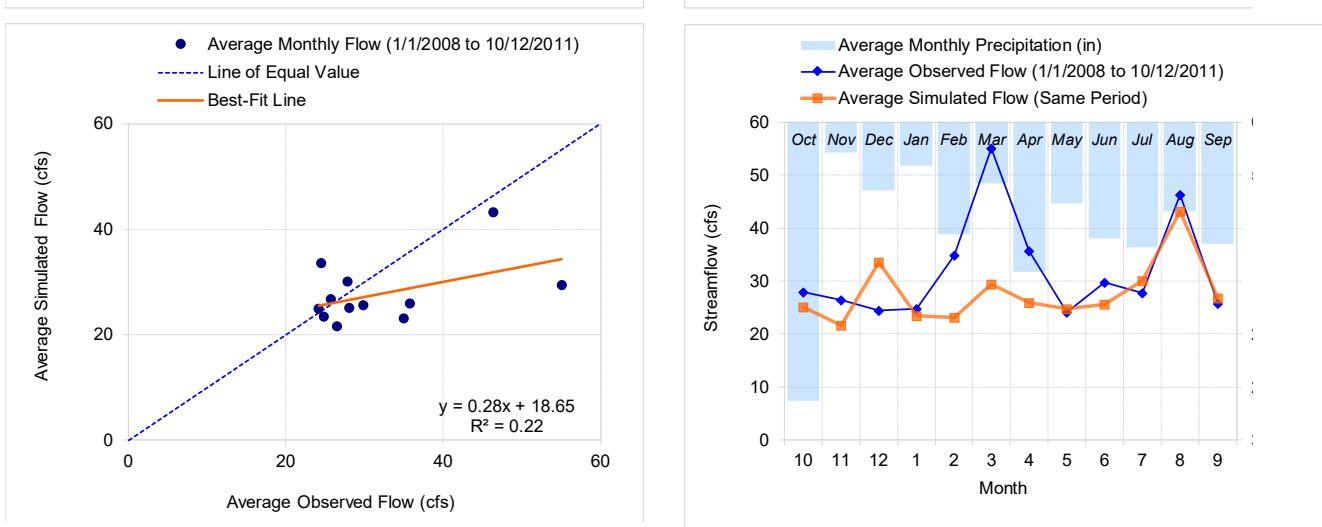 Average Monthly Flow (1/1/2008 to 10/12/2011)
Line of Equal Value
Best-Fit Line
60
40
20
0
0 20 40 60
Average Simulated Flow (cfs)
y = 0.28x + 18.65
R² = 0.22
Average Observed Flow (cfs)
Average Monthly Precipitation (in)
Average Observed Flow (1/1/2008 to 10/12/2011)
Average Simulated Flow (Same Period)
60
50
40
30
20
10
0
Streamflow (cfs)
Oct Nov Dec Jan Feb Mar Apr May Jun Jul Aug Sep
10 11 12 1 2 3 4 5 6 7 8 9
Month